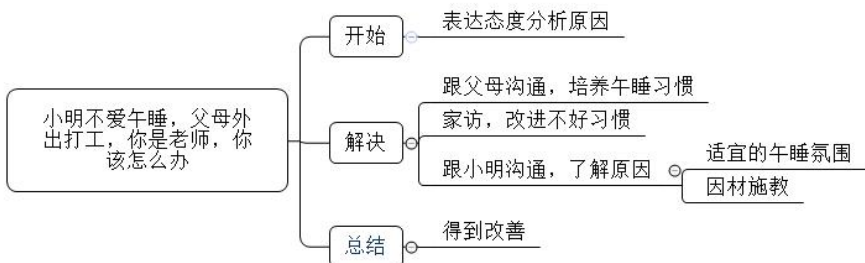 小明不爱午睡，父母外
出打工，你是老师，你
该怎么办
开始
表达态度分析原因
解决
跟父母沟通，培养午睡习惯
家访，改进不好习惯
跟小明沟通，了解原因
适宜的午睡氛围
因材施教
总结
得到改善